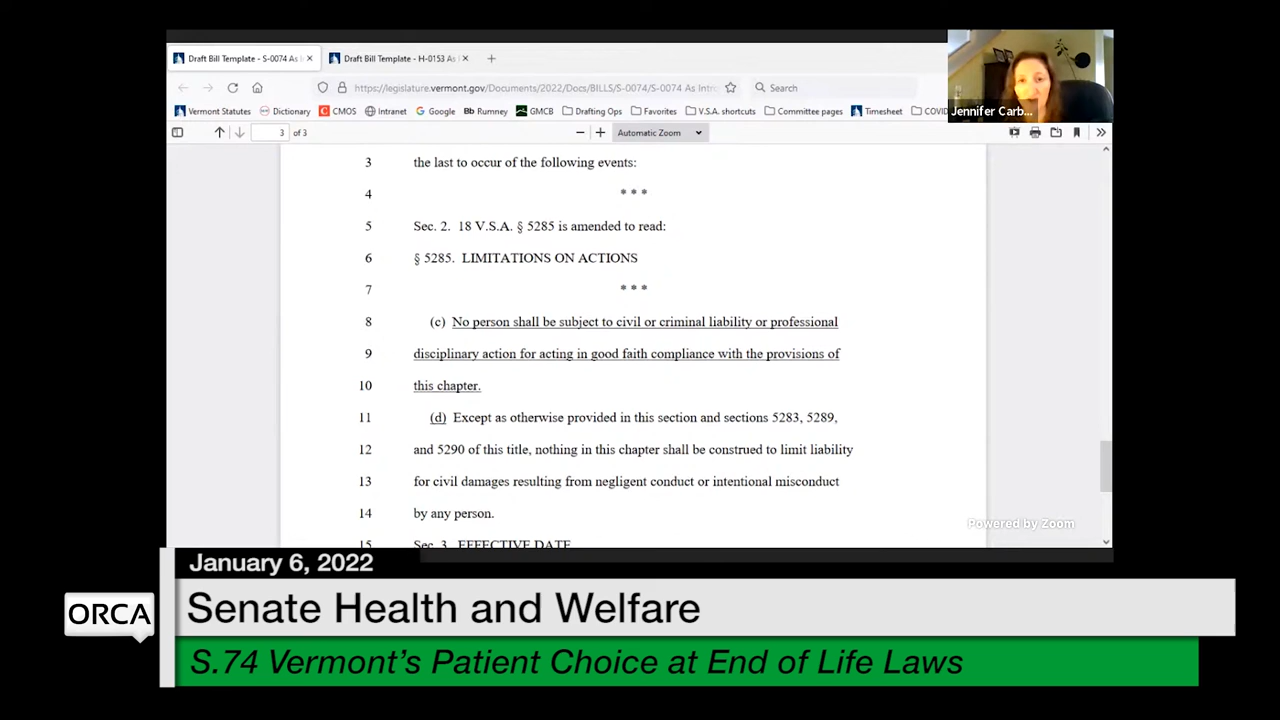 Draft Bill Template - S-0074 As I
Draft Bill Template - H-0153 As I
https://legislature.vermont.gov/Documents/2022/Docs/BILLS/S-0074/S-0074 As Intro
Search
Vermont Statutes
Dictionary
CMOS
Intranet
Google
Bb Rumney
GMCB
Drafting Ops
Favorites
V.S.A. shortcuts
Committee pages
Timesheet
COVID
Jennifer Carb...
3 of 3
Automatic Zoom
3 the last to occur of the following events:
4 * * *
5 Sec. 2. 18 V.S.A. § 5285 is amended to read:
6 § 5285. LIMITATIONS ON ACTIONS
7 * * *
8 (c) No person shall be subject to civil or criminal liability or professional
9 disciplinary action for acting in good faith compliance with the provisions of
10 this chapter.
11 (d) Except as otherwise provided in this section and sections 5283, 5289,
12 and 5290 of this title, nothing in this chapter shall be construed to limit liability
13 for civil damages resulting from negligent conduct or intentional misconduct
14 by any person.
15 Sec. 3. EFFECTIVE DATE
Powered by Zoom
January 6, 2022
ORCA
Senate Health and Welfare
S.74 Vermont's Patient Choice at End of Life Laws